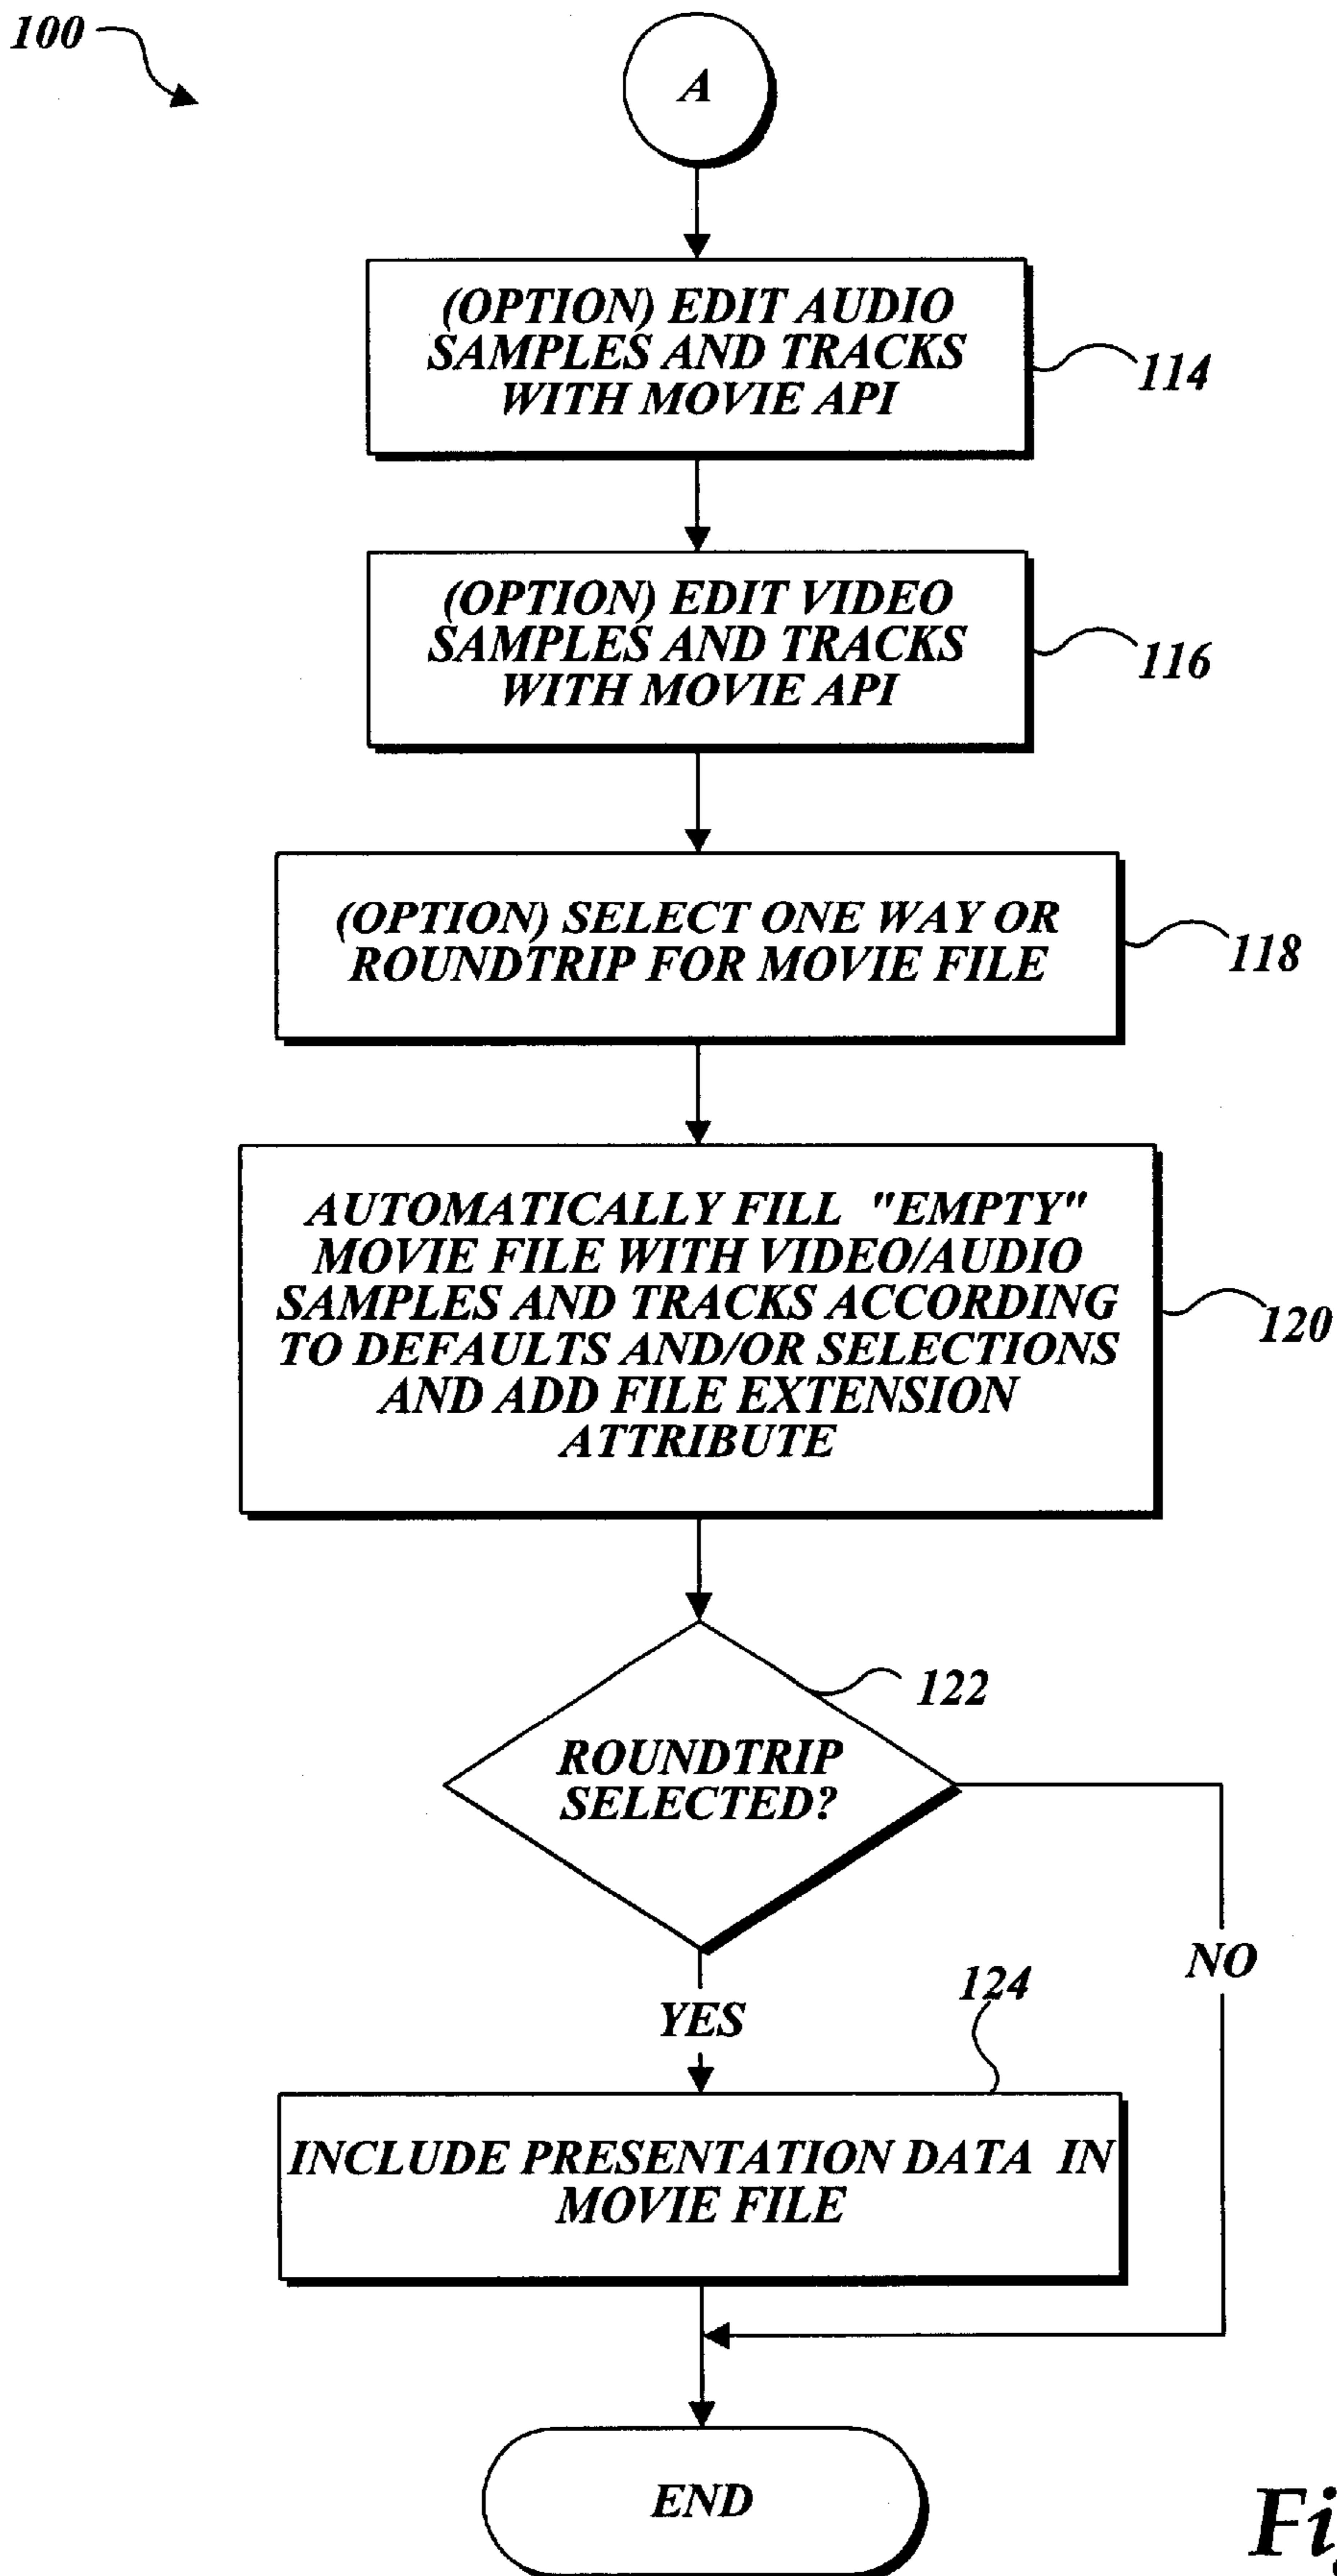 100
A
(OPTION) EDIT AUDIO
SAMPLES AND TRACKS
WITH MOVIE API
114
(OPTION) EDIT VIDEO
SAMPLES AND TRACKS
WITH MOVIE API
116
(OPTION) SELECT ONE WAY OR
ROUNDTRIP FOR MOVIE FILE
118
AUTOMATICALLY FILL "EMPTY"
MOVIE FILE WITH VIDEO/AUDIO
SAMPLES AND TRACKS ACCORDING
TO DEFAULTS AND/OR SELECTIONS
AND ADD FILE EXTENSION
ATTRIBUTE
120
122
ROUNDTRIP
SELECTED?
NO
YES
124
INCLUDE PRESENTATION DATA IN
MOVIE FILE
END